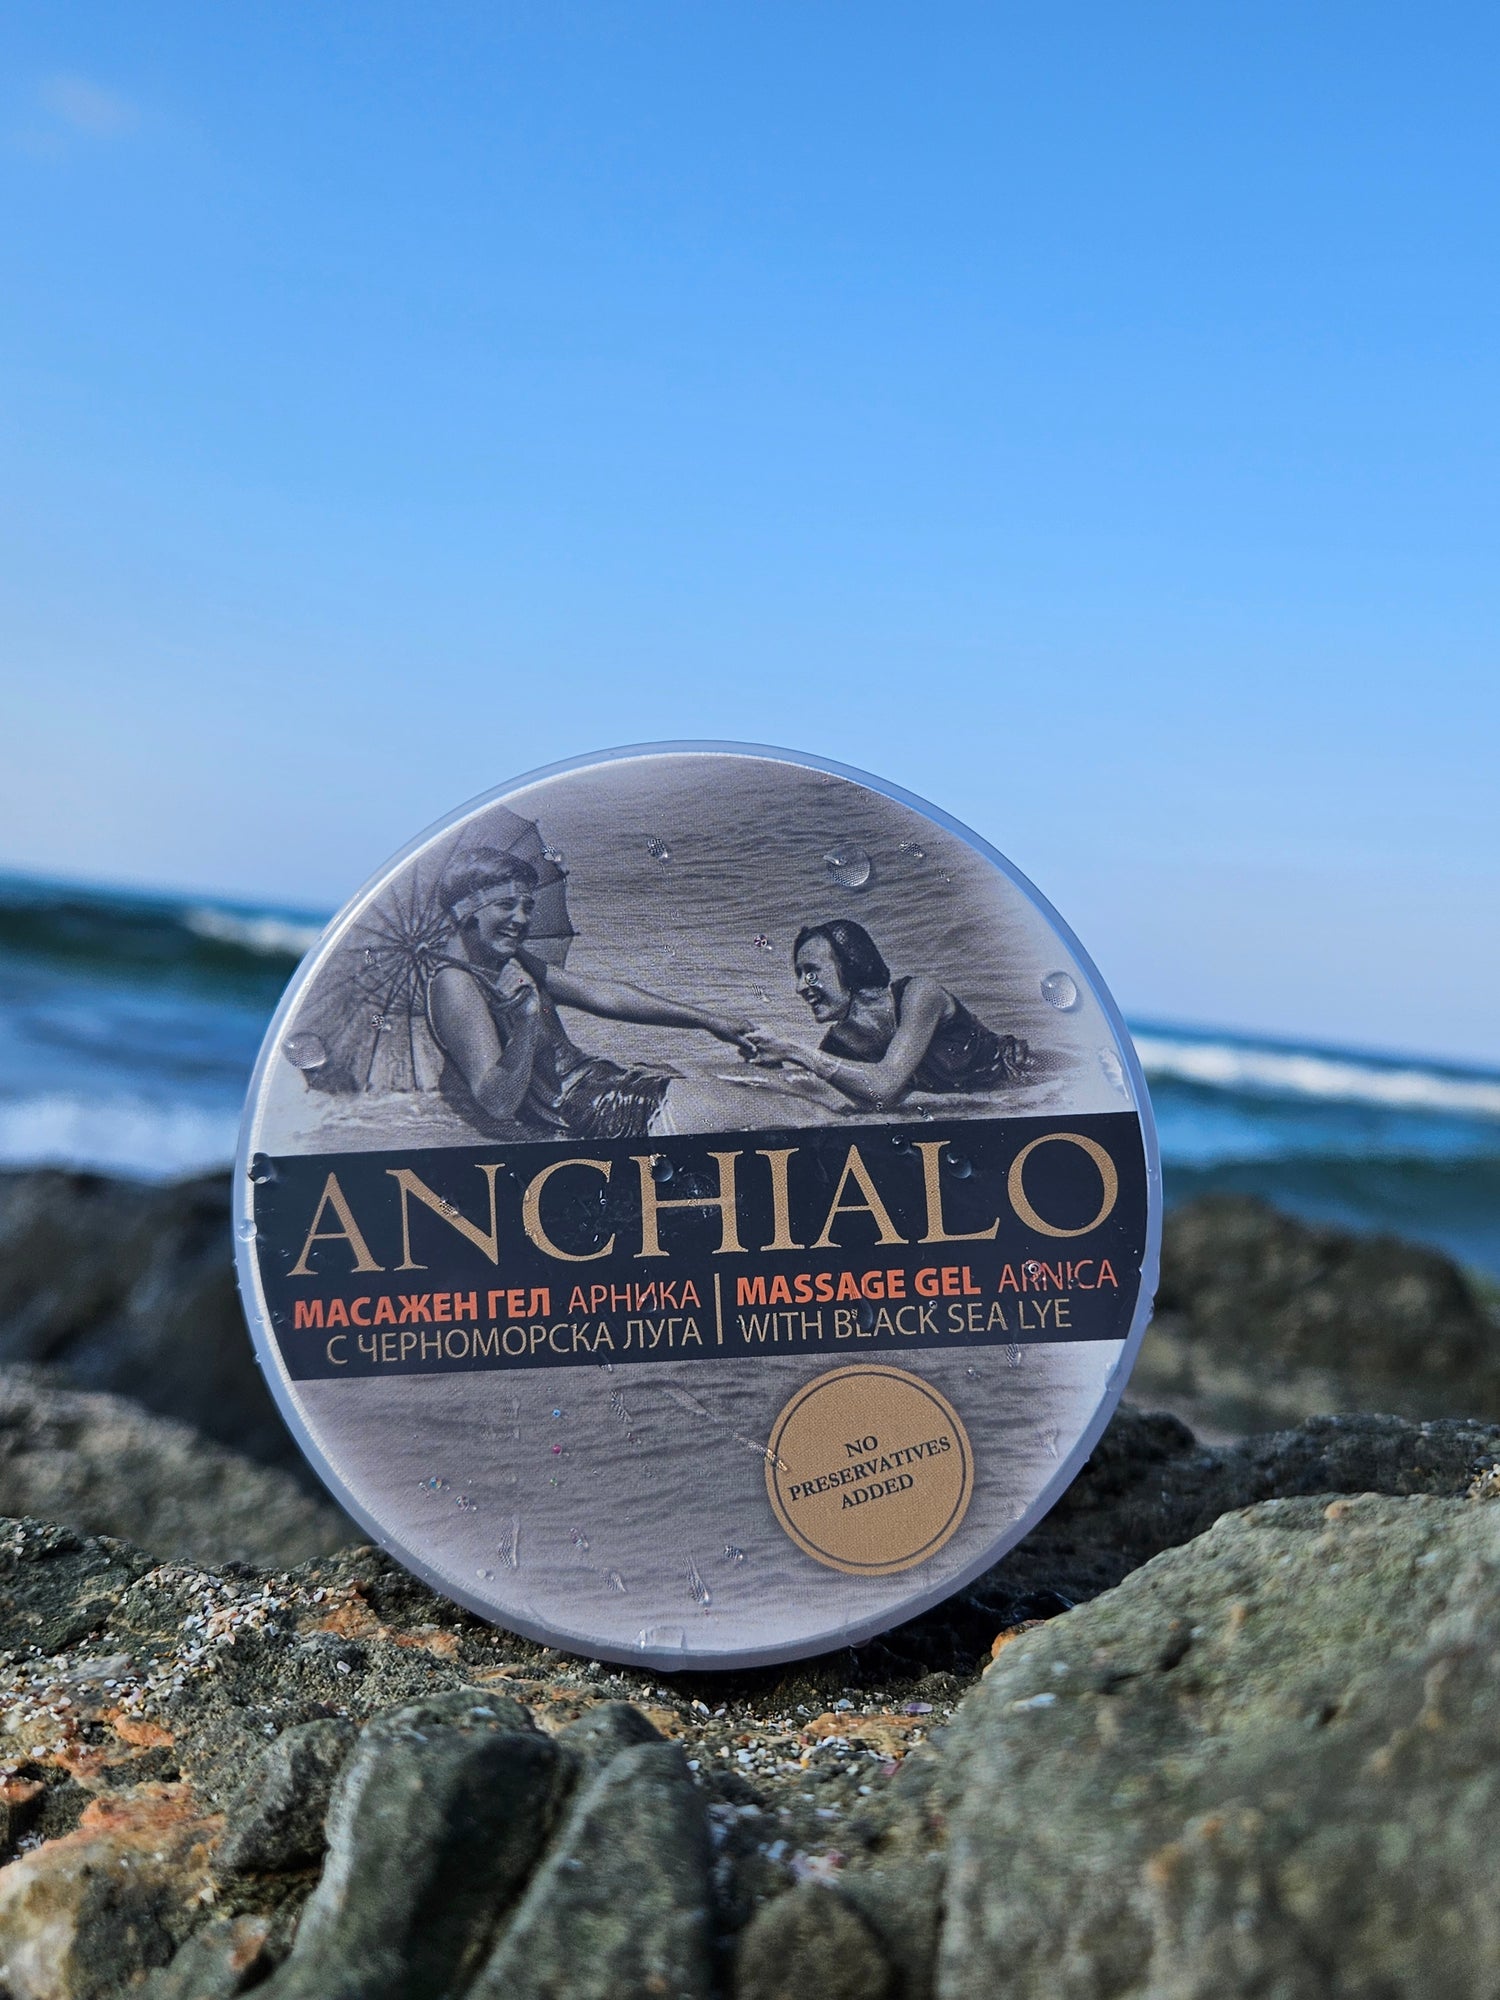 ANCHIALO
МАСАЖЕН ГЕЛ АРНИКА
С ЧЕРНОМОРСКА ЛУГА
MASSAGE GEL ARNICA
WITH BLACK SEA LYE
NO
PRESERVATIVES
ADDED